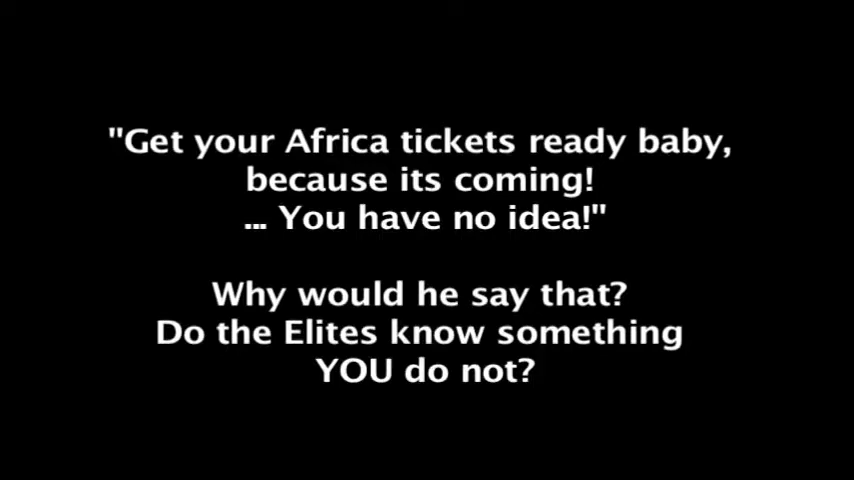 "Get your Africa tickets ready baby,
because its coming!
... You have no idea!"
Why would he say that?
Do the Elites know something
YOU do not?